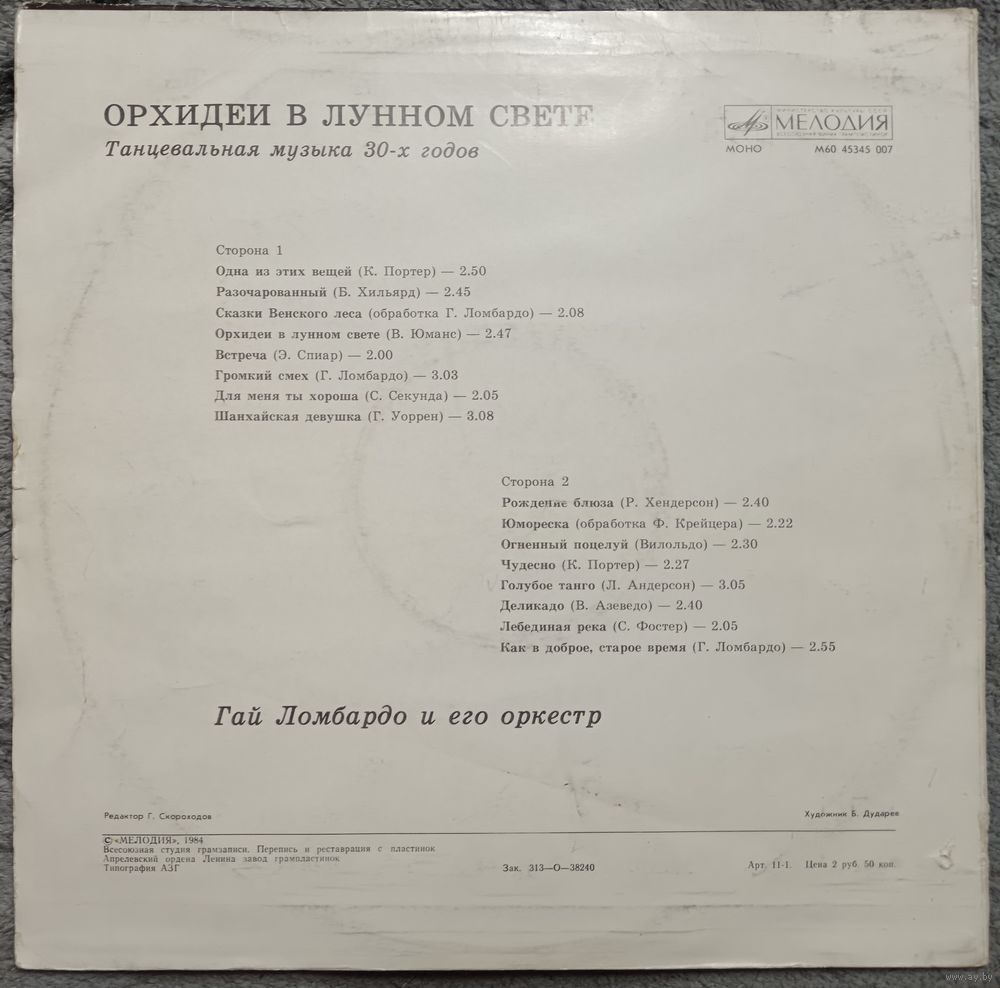 ОРХИДЕИ В ЛУННОМ СВЕТЕ
Танцевальная музыка 30-х годов
МИНИСТЕРСТВО КУЛЬТУРЫ СССР
МЕЛОДИЯ
МОНО М60 45345 007
Сторона 1
Одна из этих вещей (К. Портер) — 2.50
Разочарованный (Б. Хильярд) — 2.45
Сказки Венского леса (обработка Г. Ломбардо) — 2.08
Орхидеи в лунном свете (В. Юманс) — 2.47
Встреча (Э. Спиар) — 2.00
Громкий смех (Г. Ломбардо) — 3.03
Для меня ты хороша (С. Секунда) — 2.05
Шанхайская девушка (Г. Уоррен) — 3.08
Сторона 2
Рождение блюза (Р. Хендерсон) — 2.40
Юмореска (обработка Ф. Крейцера) — 2.22
Огненный поцелуй (Вилольдо) — 2.30
Чудесно (К. Портер) — 2.27
Голубое танго (Л. Андерсон) — 3.05
Деликадо (В. Азеведо) — 2.40
Лебединая река (С. Фостер) — 2.05
Как в доброе, старое время (Г. Ломбардо) — 2.55
Гай Ломбардо и его оркестр
Редактор Г. Скороходов
Художник Б. Дударев
© «МЕЛОДИЯ», 1984
Всесоюзная студия грамзаписи. Перепись и реставрация с пластинок
Апрелевский ордена Ленина завод грампластинок
Типография АЗГ Зак. 313—О—38240 Арт. 11-1. Цена 2 руб. 50 коп.
www.ay.by